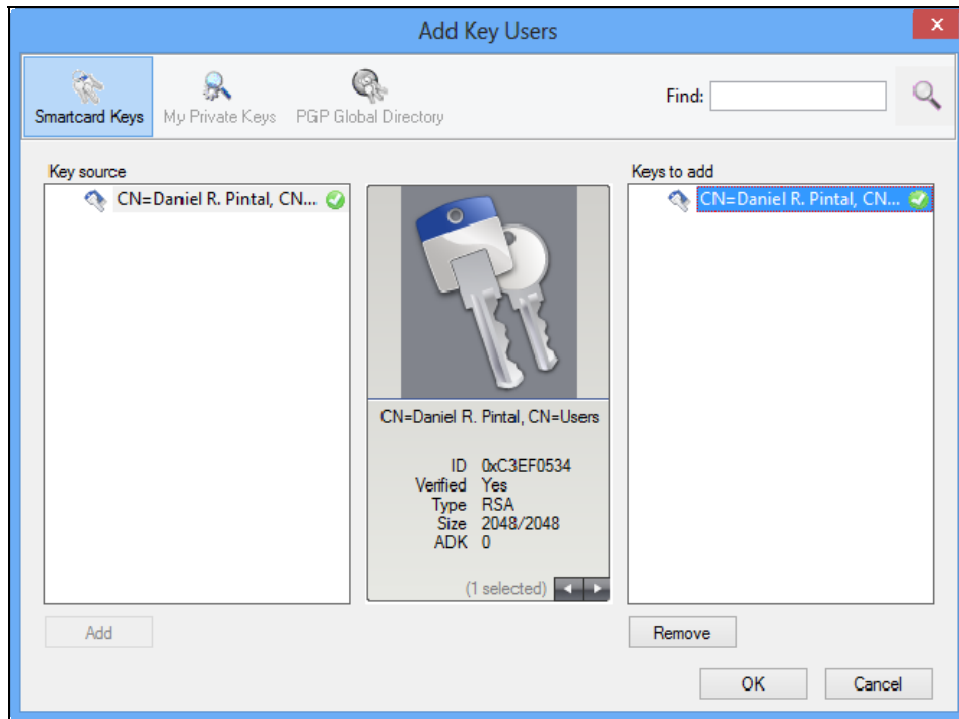 Add Key Users
x
Smartcard Keys My Private Keys PGP Global Directory Find:
Key source Keys to add
CN=Daniel R. Pintal, CN... CN=Daniel R. Pintal, CN...
CN=Daniel R. Pintal, CN=Users
ID 0xC3EF0534
Verified Yes
Type RSA
Size 2048/2048
ADK 0
(1 selected)
Add Remove
OK Cancel